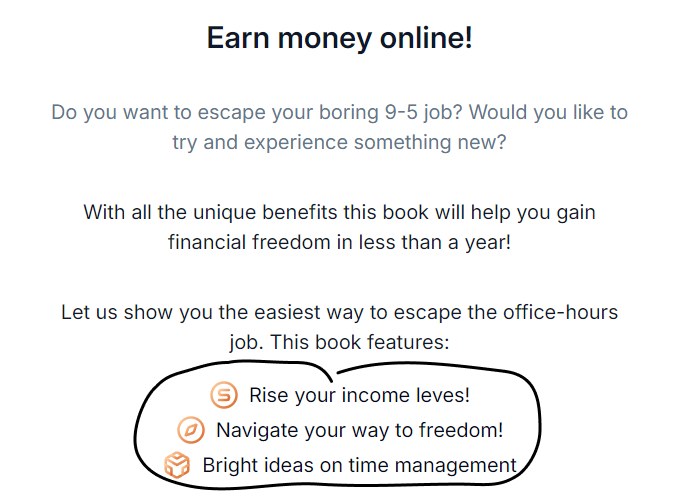 Earn money online!
Do you want to escape your boring 9-5 job? Would you like to
try and experience something new?
With all the unique benefits this book will help you gain
financial freedom in less than a year!
Let us show you the easiest way to escape the office-hours
job. This book features:
Rise your income leves!
Navigate your way to freedom!
Bright ideas on time management